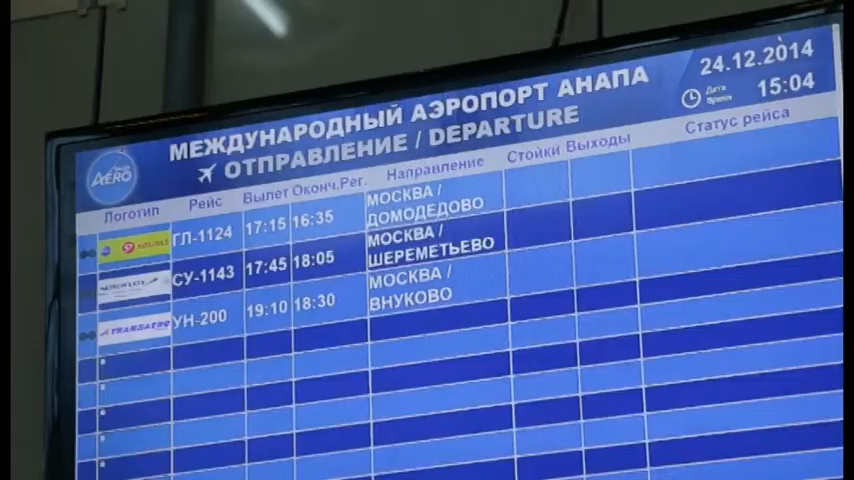 24.12.2014
МЕЖДУНАРОДНЫЙ АЭРОПОРТ АНАПА
Дата
Время
15:04
AERO
ОТПРАВЛЕНИЕ / DEPARTURE
Логотип Рейс Вылет Оконч.Рег. Направление Стойки Выходы Статус рейса
ГЛ-1124 17:15 16:35 МОСКВА /
ДОМОДЕДОВО
СУ-1143 17:45 18:05 МОСКВА /
ШЕРЕМЕТЬЕВО
TRANSAERO УН-200 19:10 18:30 МОСКВА /
ВНУКОВО